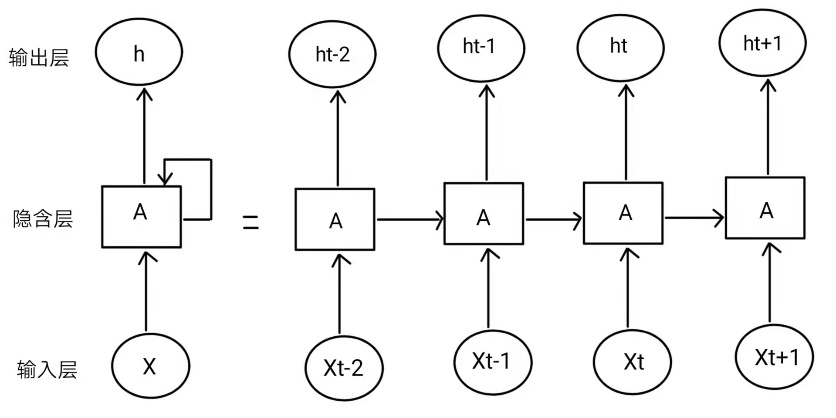 输出层
h
ht-2
ht-1
ht
ht+1
隐含层
A
=
A
A
A
A
输入层
X
Xt-2
Xt-1
Xt
Xt+1